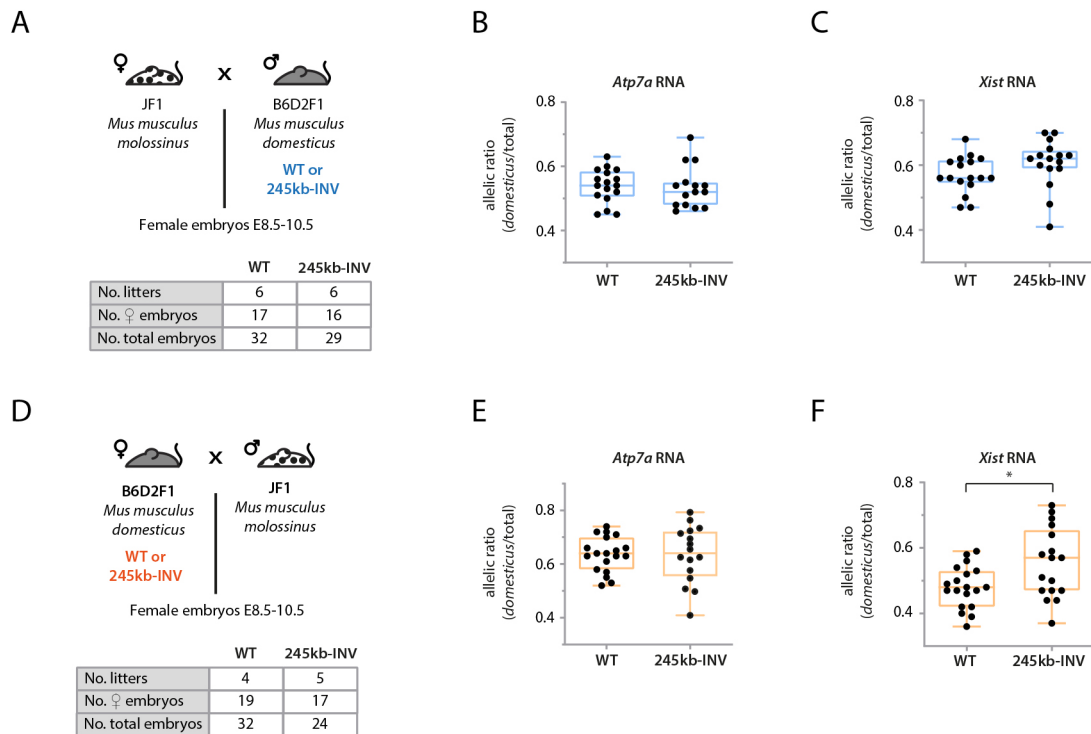 A
♀ x ♂
JF1 B6D2F1
Mus musculus Mus musculus
molossinus domesticus
WT or
245kb-INV
Female embryos E8.5-10.5
WT 245kb-INV
No. litters 6 6
No. ♀ embryos 17 16
No. total embryos 32 29
B
Atp7a RNA
allelic ratio
(domesticus/total)
0.8
0.6
0.4
WT 245kb-INV
C
Xist RNA
allelic ratio
(domesticus/total)
0.8
0.6
0.4
WT 245kb-INV
D
♀ x ♂
B6D2F1 JF1
Mus musculus Mus musculus
domesticus molossinus
WT or
245kb-INV
Female embryos E8.5-10.5
WT 245kb-INV
No. litters 4 5
No. ♀ embryos 19 17
No. total embryos 32 24
E
Atp7a RNA
allelic ratio
(domesticus/total)
0.8
0.6
0.4
WT 245kb-INV
F
Xist RNA
*
allelic ratio
(domesticus/total)
0.8
0.6
0.4
WT 245kb-INV